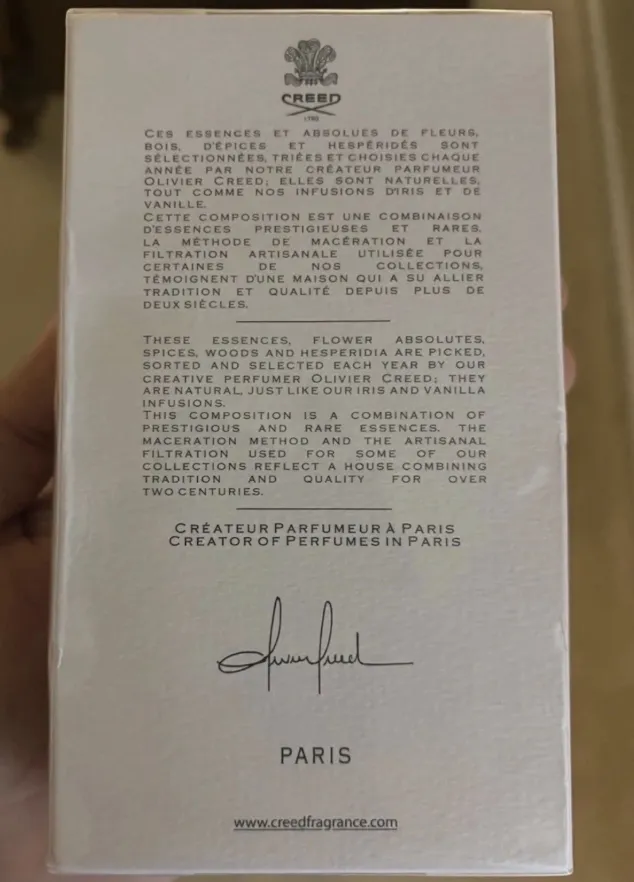 CREED
1760
CES ESSENCES ET ABSOLUES DE FLEURS,
BOIS, D'ÉPICES ET HESPÉRIDÉS SONT
SÉLECTIONNÉES, TRIÉES ET CHOISIES CHAQUE
ANNÉE PAR NOTRE CRÉATEUR PARFUMEUR
OLIVIER CREED; ELLES SONT NATURELLES,
TOUT COMME NOS INFUSIONS D'IRIS ET DE
VANILLE.
CETTE COMPOSITION EST UNE COMBINAISON
D'ESSENCES PRESTIGIEUSES ET RARES.
LA MÉTHODE DE MACÉRATION ET LA
FILTRATION ARTISANALE UTILISÉE POUR
CERTAINES DE NOS COLLECTIONS,
TÉMOIGNENT D'UNE MAISON QUI A SU ALLIER
TRADITION ET QUALITÉ DEPUIS PLUS DE
DEUX SIÈCLES.
THESE ESSENCES, FLOWER ABSOLUTES,
SPICES, WOODS AND HESPERIDIA ARE PICKED,
SORTED AND SELECTED EACH YEAR BY OUR
CREATIVE PERFUMER OLIVIER CREED; THEY
ARE NATURAL, JUST LIKE OUR IRIS AND VANILLA
INFUSIONS.
THIS COMPOSITION IS A COMBINATION OF
PRESTIGIOUS AND RARE ESSENCES. THE
MACERATION METHOD AND THE ARTISANAL
FILTRATION USED FOR SOME OF OUR
COLLECTIONS REFLECT A HOUSE COMBINING
TRADITION AND QUALITY FOR OVER
TWO CENTURIES.
CRÉATEUR PARFUMEUR À PARIS
CREATOR OF PERFUMES IN PARIS
Olivier Creed
PARIS
www.creedfragrance.com